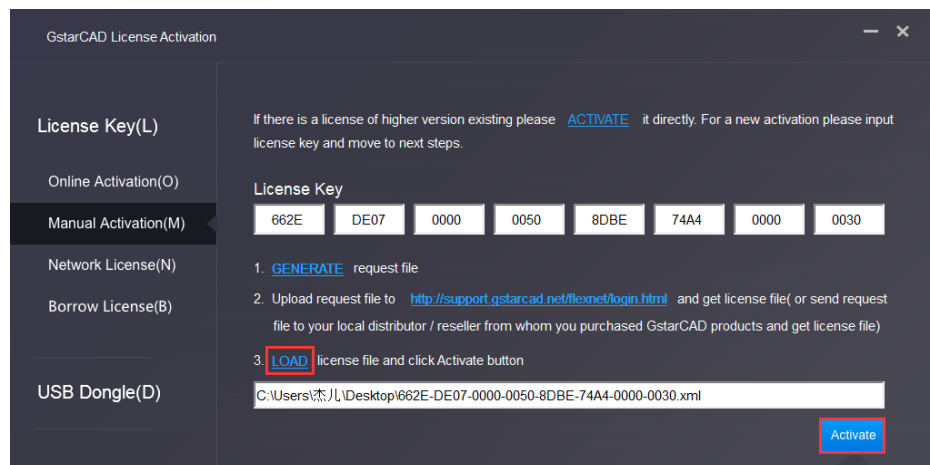 GstarCAD License Activation
License Key(L)
Online Activation(O)
Manual Activation(M)
Network License(N)
Borrow License(B)
USB Dongle(D)
If there is a license of higher version existing please ACTIVATE it directly. For a new activation please input
license key and move to next steps.
License Key
662E DE07 0000 0050 8DBE 74A4 0000 0030
1. GENERATE request file
2. Upload request file to http://support.gstarcad.net/flexnet/login.html and get license file( or send request
file to your local distributor / reseller from whom you purchased GstarCAD products and get license file)
3. LOAD license file and click Activate button
C:\Users\杰儿\Desktop\662E-DE07-0000-0050-8DBE-74A4-0000-0030.xml
Activate